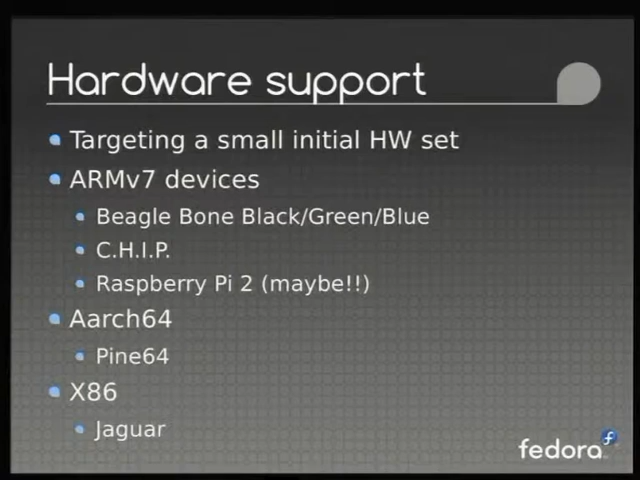 Hardware support
Targeting a small initial HW set
ARMv7 devices
Beagle Bone Black/Green/Blue
C.H.I.P.
Raspberry Pi 2 (maybe!!)
Aarch64
Pine64
X86
Jaguar
fedora